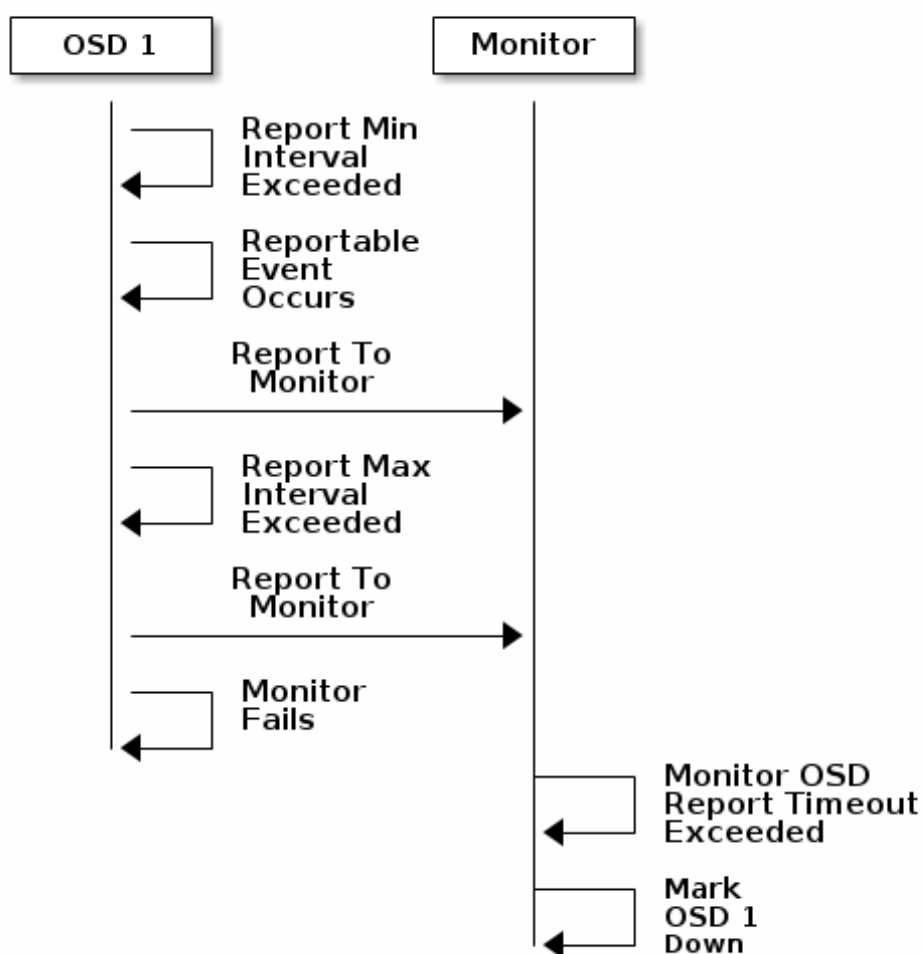 OSD 1
Monitor
Report Min
Interval
Exceeded
Reportable
Event
Occurs
Report To
Monitor
Report Max
Interval
Exceeded
Report To
Monitor
Monitor
Fails
Monitor OSD
Report Timeout
Exceeded
Mark
OSD 1
Down